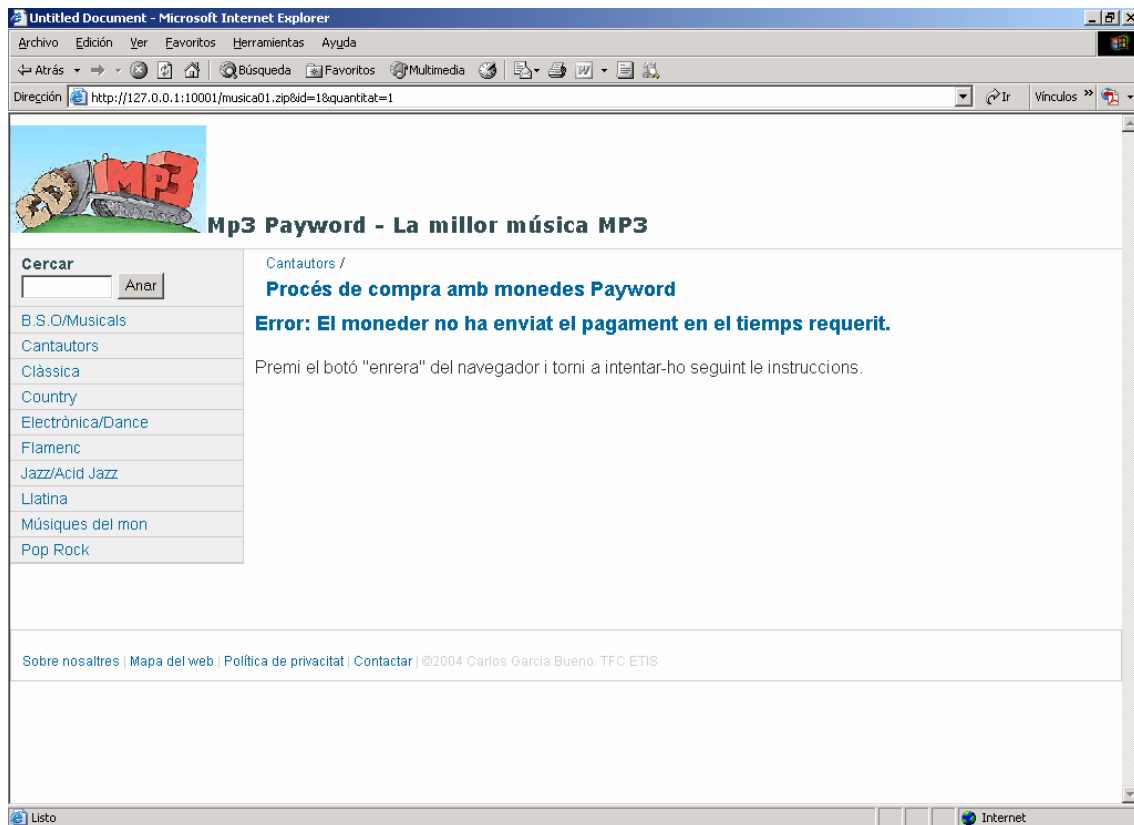 Untitled Document - Microsoft Internet Explorer
Archivo Edición Ver Favoritos Herramientas Ayuda
Atrás Búsqueda Favoritos Multimedia
Dirección http://127.0.0.1:10001/musica01.zip&id=1&quantitat=1 Ir Vínculos »
CD MP3
Mp3 Payword - La millor música MP3
Cercar
Anar
B.S.O/Musicals
Cantautors
Clàssica
Country
Electrònica/Dance
Flamenc
Jazz/Acid Jazz
Llatina
Músiques del mon
Pop Rock
Cantautors /
Procés de compra amb monedes Payword
Error: El moneder no ha enviat el pagament en el tiemps requerit.
Premi el botó "enrera" del navegador i torni a intentar-ho seguint le instruccions.
Sobre nosaltres | Mapa del web | Política de privacitat | Contactar | ©2004 Carlos Garcia Bueno. TFC ETIS
Listo Internet